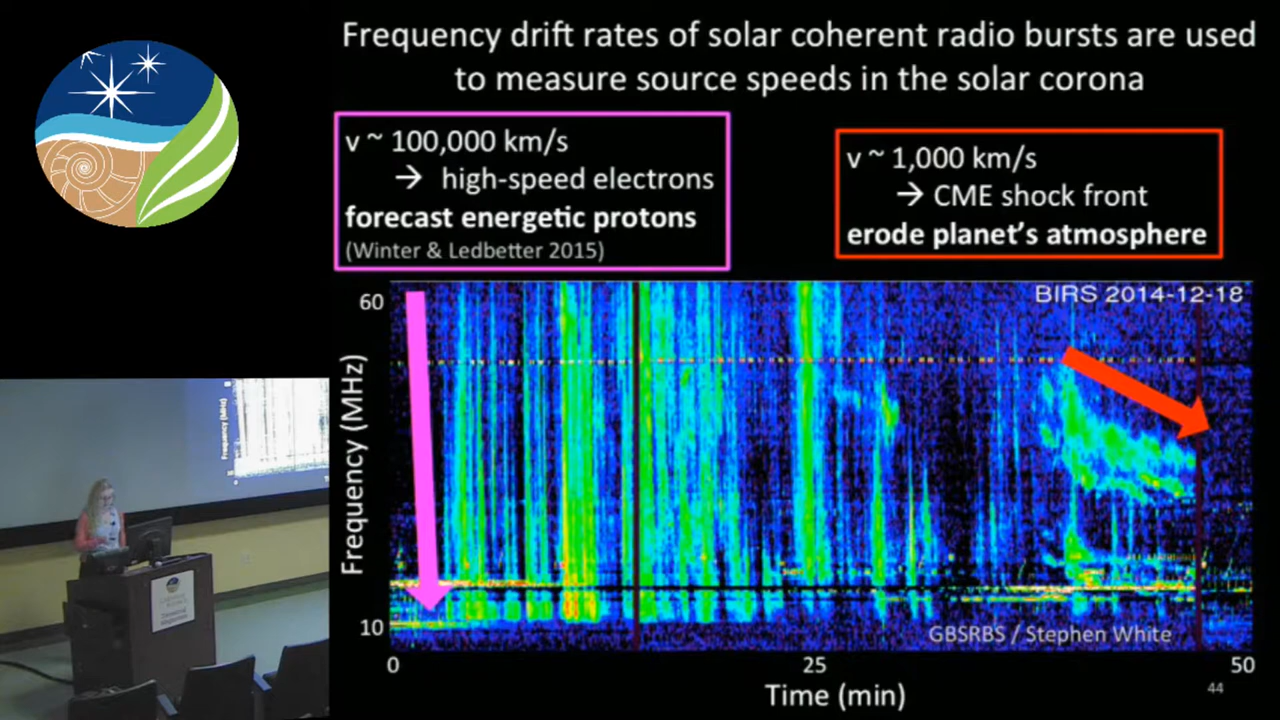 Frequency drift rates of solar coherent radio bursts are used
to measure source speeds in the solar corona
v ~ 100,000 km/s
→ high-speed electrons
forecast energetic protons
(Winter & Ledbetter 2015)
v ~ 1,000 km/s
→ CME shock front
erode planet's atmosphere
BIRS 2014-12-18
60
Frequency (MHz)
10
GBSRBS / Stephen White
0
25
50
Time (min)
44
Frequency (MHz)